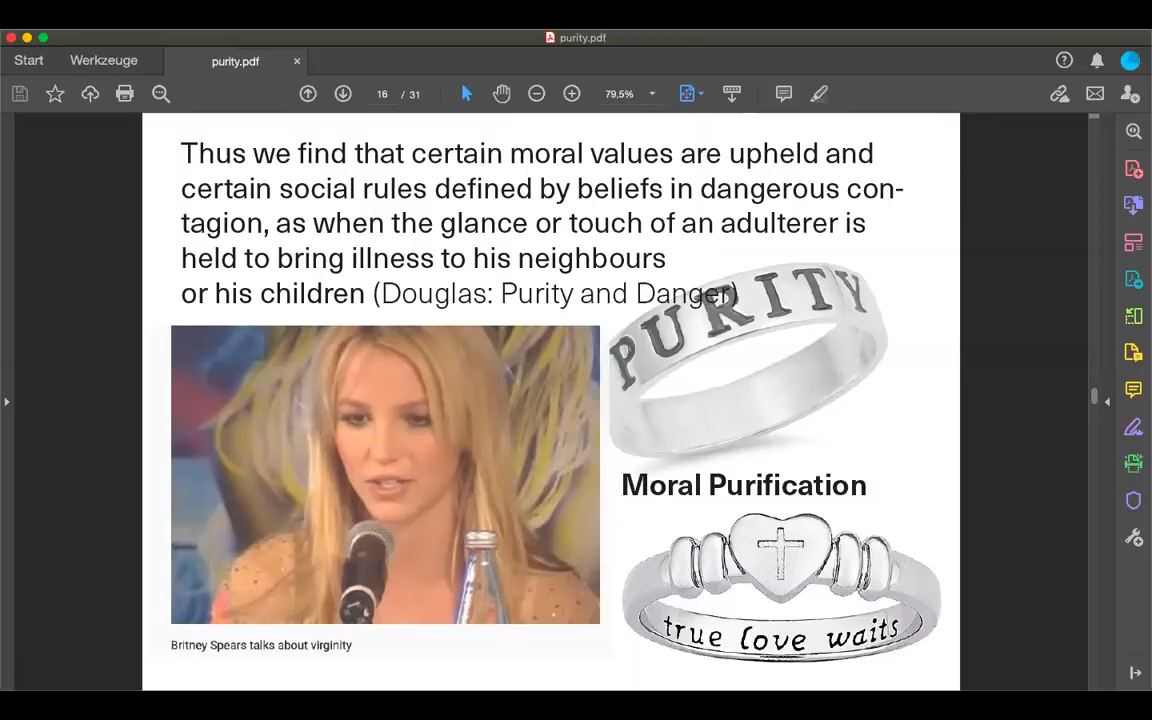 purity.pdf
Start
Werkzeuge
purity.pdf
16 / 31
79,5%
Thus we find that certain moral values are upheld and
certain social rules defined by beliefs in dangerous con-
tagion, as when the glance or touch of an adulterer is
held to bring illness to his neighbours
or his children (Douglas: Purity and Danger)
PURITY
Moral Purification
true love waits
Britney Spears talks about virginity